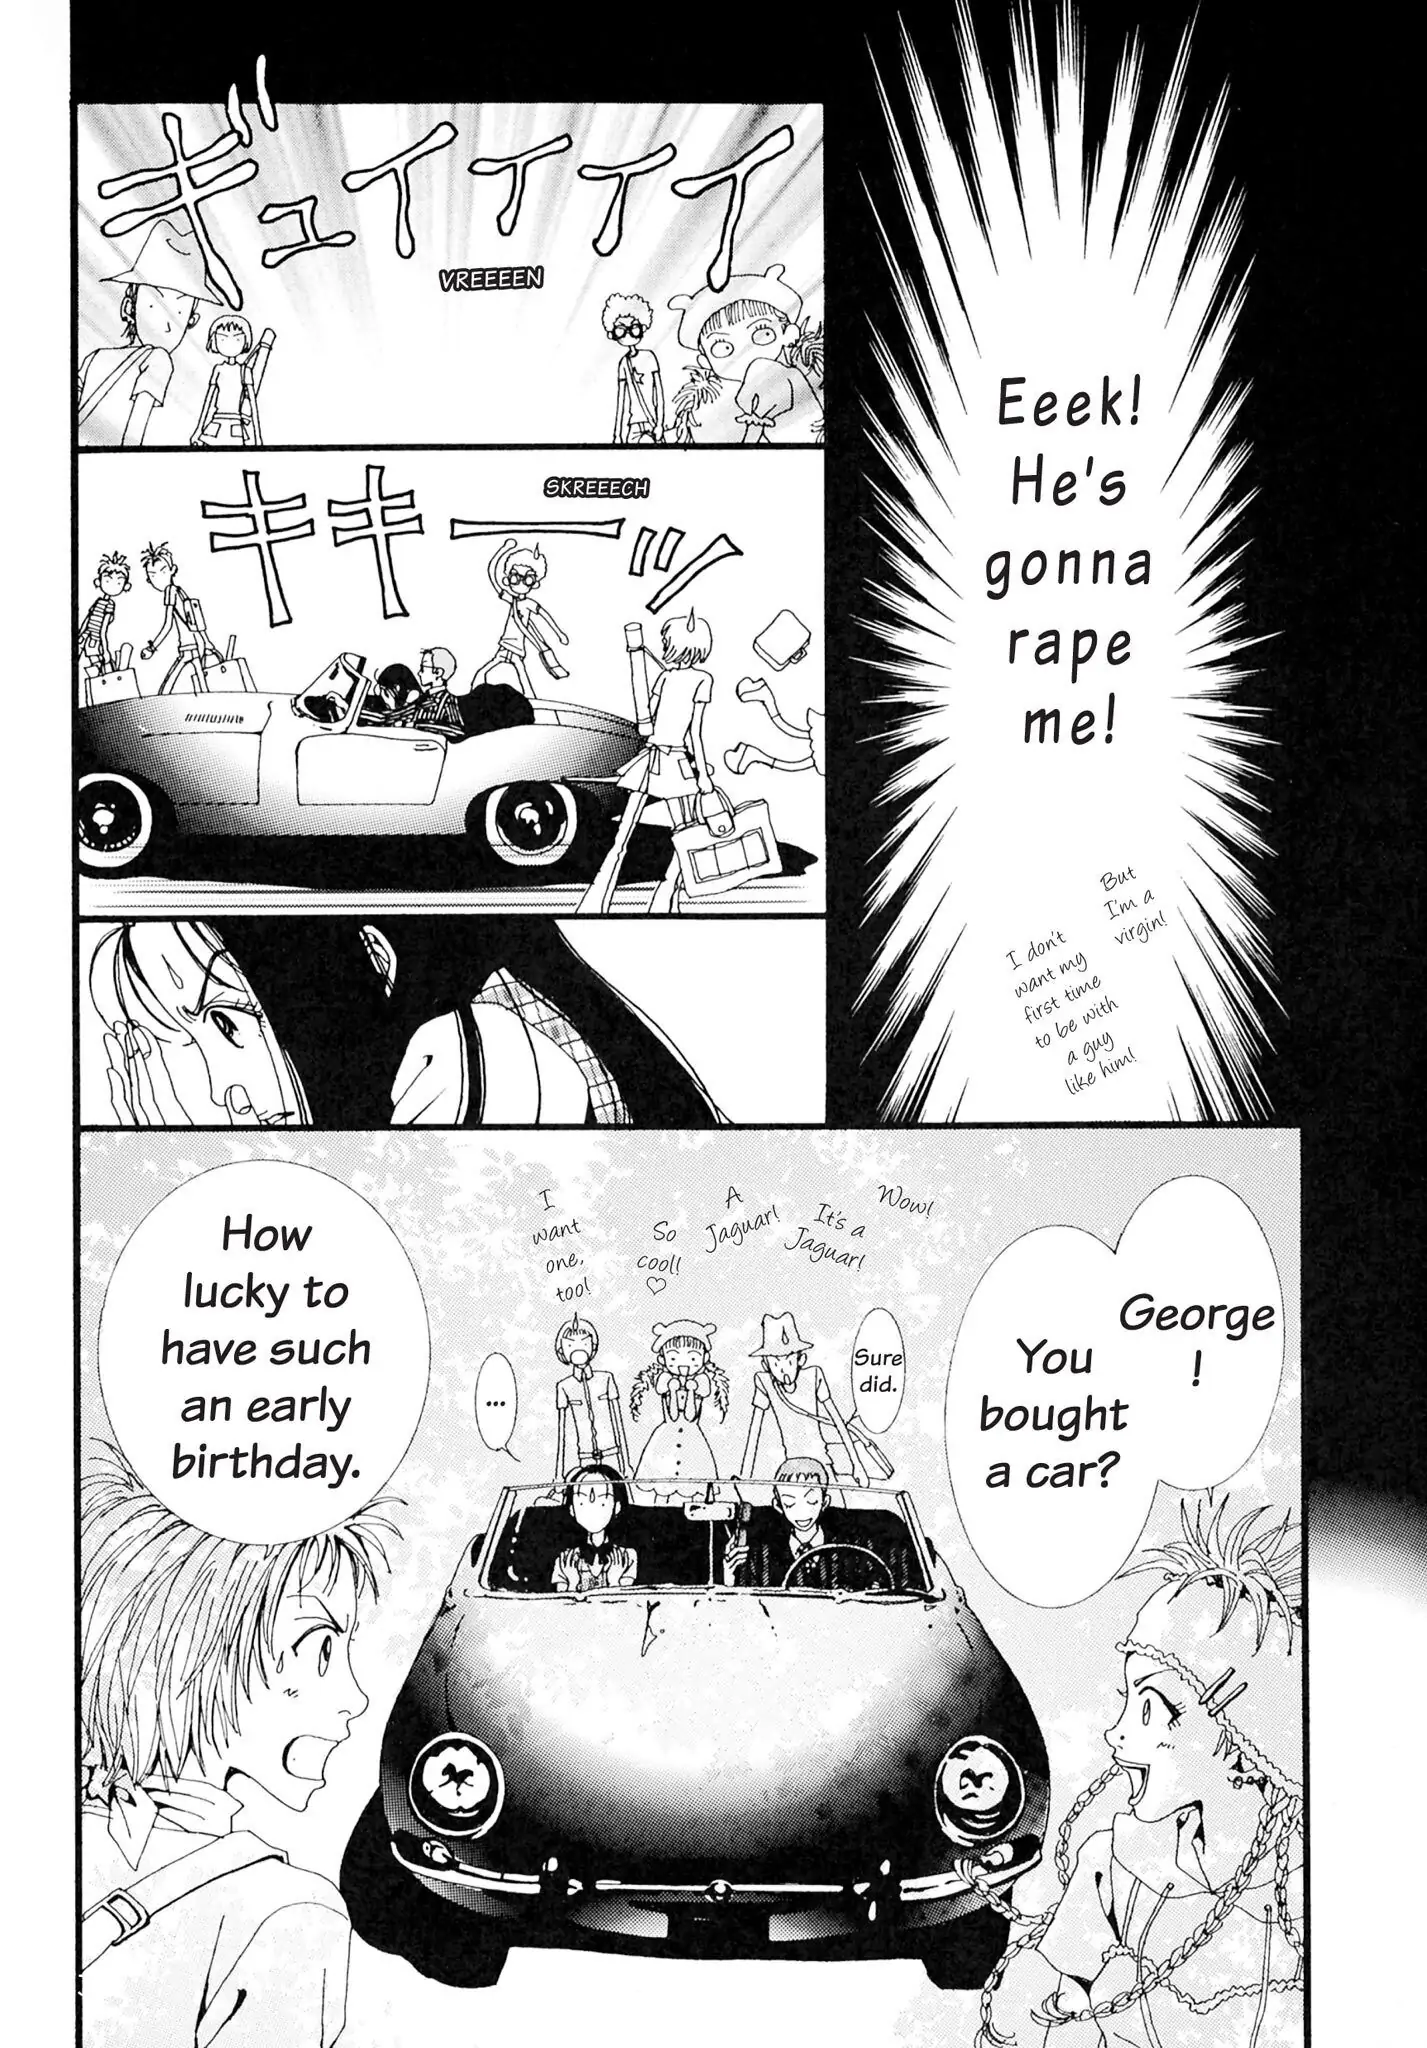 Eeek!
He's
gonna
rape
me!
But
I'm a
virgin!
I don't
want my
first time
to be with
a guy
like him!
ギュイイイイ
VREEEEN
キキーーッ
SKREEECH
George
!
You
bought
a car?
Sure
did.
Wow!
It's a
Jaguar!
A
Jaguar!
So
cool!
♡
I
want
one,
too!
...
How
lucky to
have such
an early
birthday.